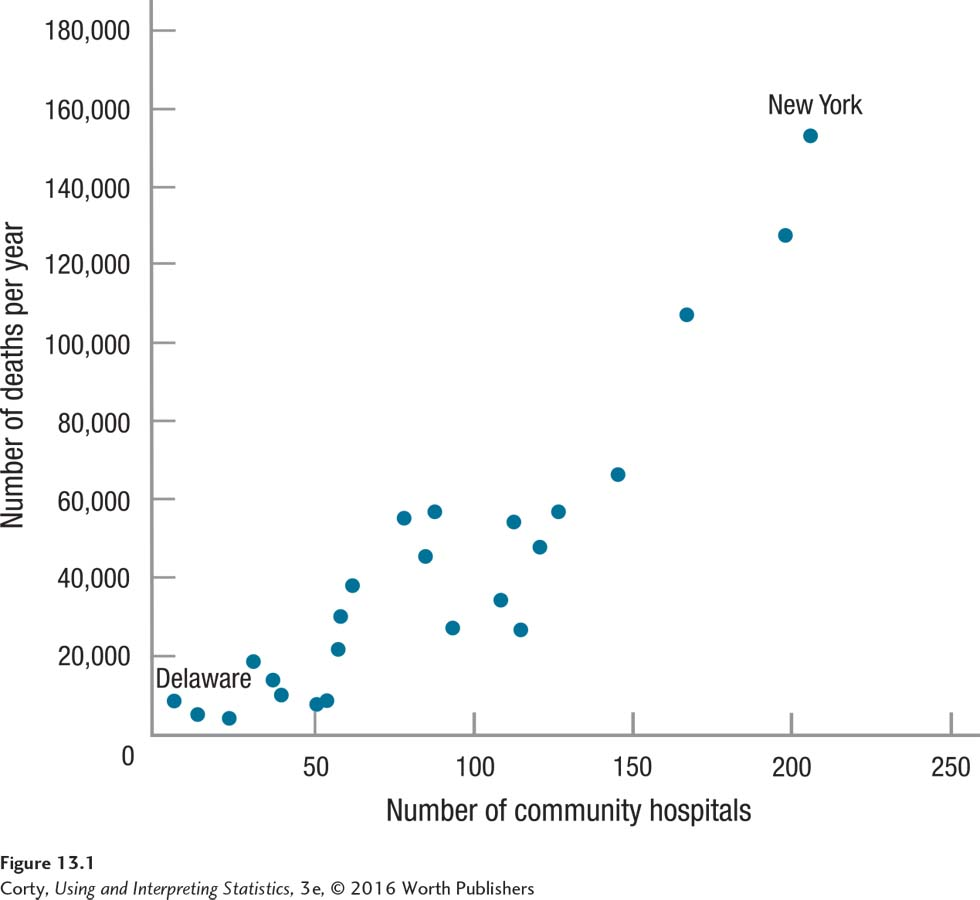 180,000
160,000
140,000
120,000
100,000
80,000
60,000
40,000
20,000
0
Number of deaths per year
New York
Delaware
50
100
150
200
250
Number of community hospitals
Figure 13.1
Corty, Using and Interpreting Statistics, 3e, © 2016 Worth Publishers